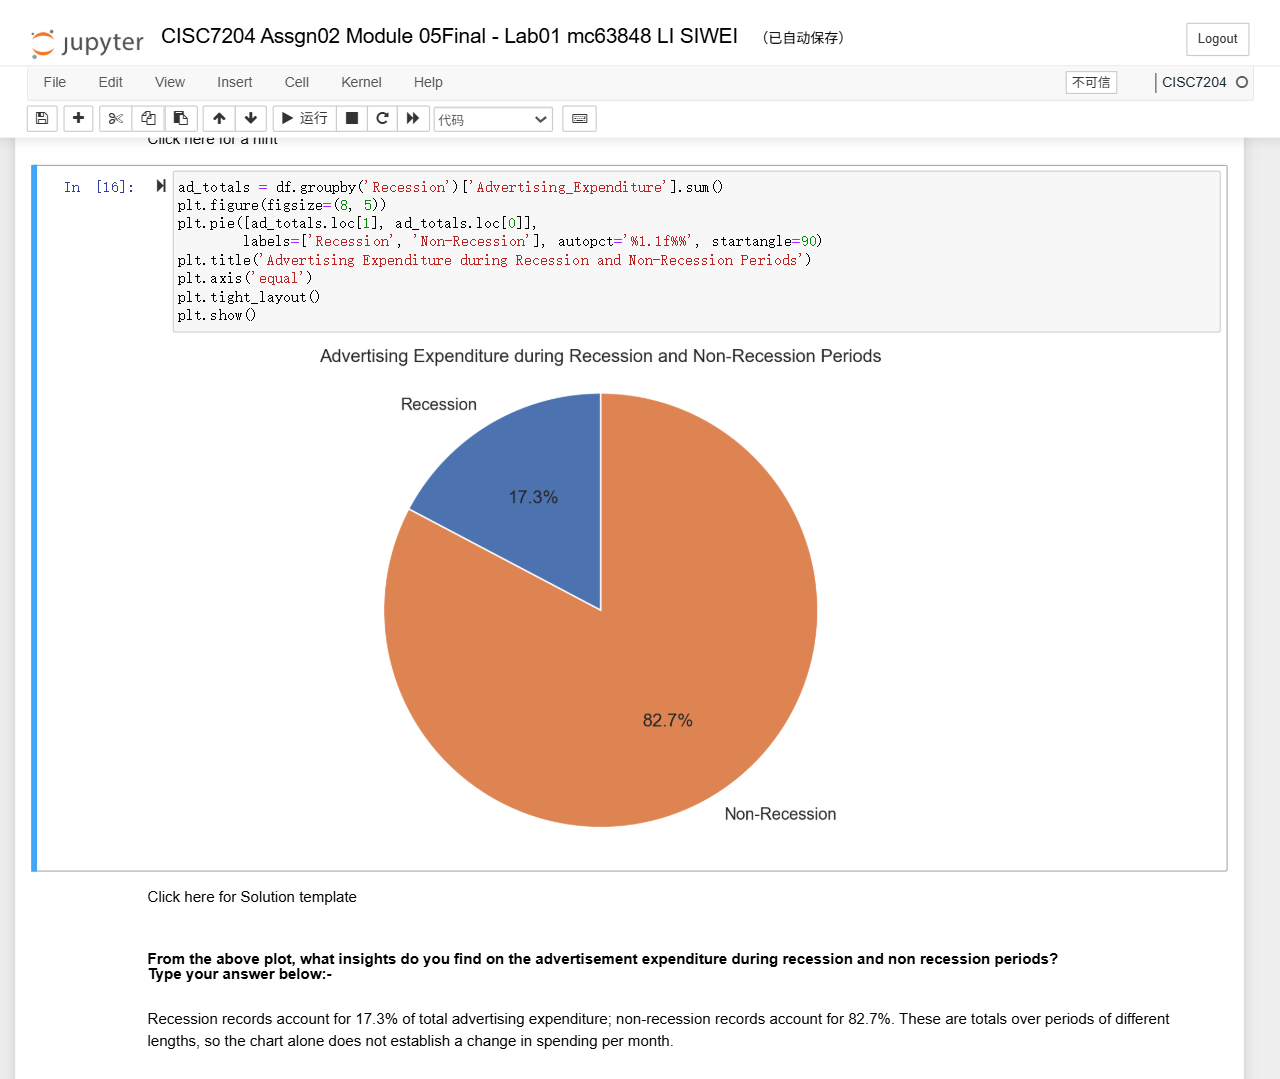 jupyter CISC7204 Assgn02 Module 05Final - Lab01 mc63848 LI SIWEI (已自动保存) Logout
File Edit View Insert Cell Kernel Help 不可信 CISC7204
运行 代码
Click here for a hint
In [16]:
ad_totals = df.groupby('Recession')['Advertising_Expenditure'].sum()
plt.figure(figsize=(8, 5))
plt.pie([ad_totals.loc[1], ad_totals.loc[0]],
labels=['Recession', 'Non-Recession'], autopct='%1.1f%%', startangle=90)
plt.title('Advertising Expenditure during Recession and Non-Recession Periods')
plt.axis('equal')
plt.tight_layout()
plt.show()
Advertising Expenditure during Recession and Non-Recession Periods
Recession
17.3%
82.7%
Non-Recession
Click here for Solution template
From the above plot, what insights do you find on the advertisement expenditure during recession and non recession periods?
Type your answer below:-
Recession records account for 17.3% of total advertising expenditure; non-recession records account for 82.7%. These are totals over periods of different
lengths, so the chart alone does not establish a change in spending per month.